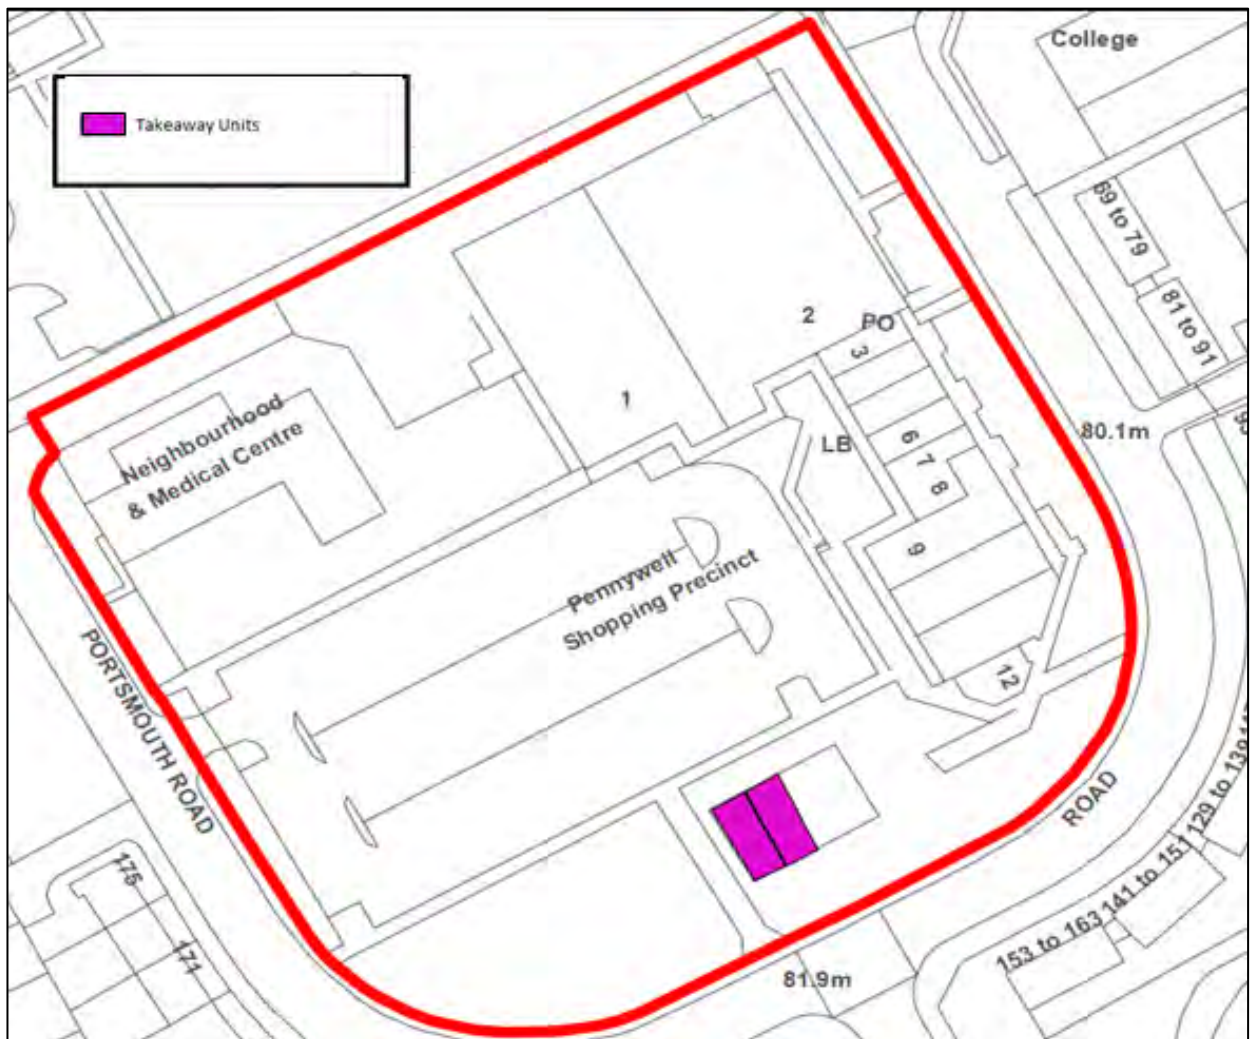 College
Takeaway Units
69 to 79
81 to 91
2
PO
3
1
80.1m
Neighbourhood
& Medical Centre
LB
6
7
8
9
Pennywell
Shopping Precinct
12
PORTSMOUTH ROAD
ROAD
129 to 139
141 to 151
153 to 163
175
171
81.9m